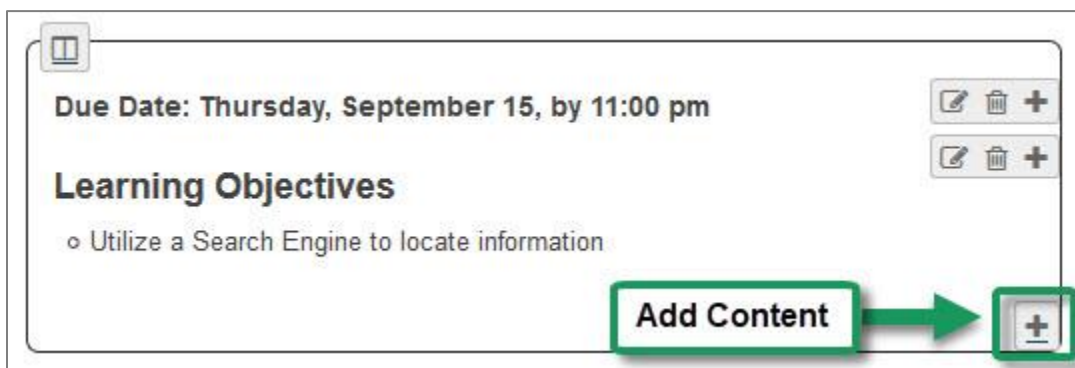 Due Date: Thursday, September 15, by 11:00 pm
Learning Objectives
Utilize a Search Engine to locate information
Add Content